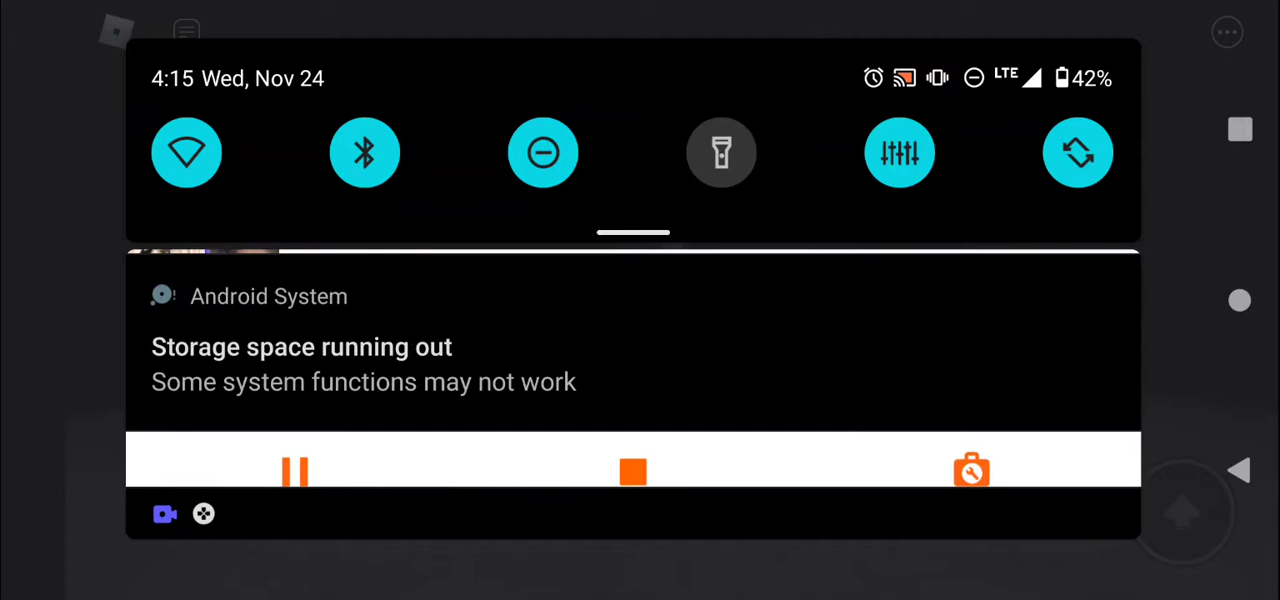 4:15 Wed, Nov 24
LTE 42%
Android System
Storage space running out
Some system functions may not work